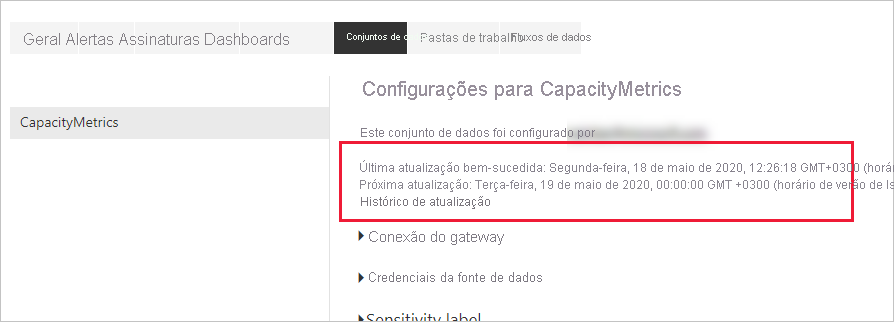 Geral Alertas Assinaturas Dashboards Conjuntos de Pastas de trabalho Fluxos de dados
Configurações para CapacityMetrics
CapacityMetrics
Este conjunto de dados foi configurado por
Última atualização bem-sucedida: Segunda-feira, 18 de maio de 2020, 12:26:18 GMT+0300 (horári
Próxima atualização: Terça-feira, 19 de maio de 2020, 00:00:00 GMT +0300 (horário de verão de Is
Histórico de atualização
Conexão do gateway
Credenciais da fonte de dados
Sensitivity label